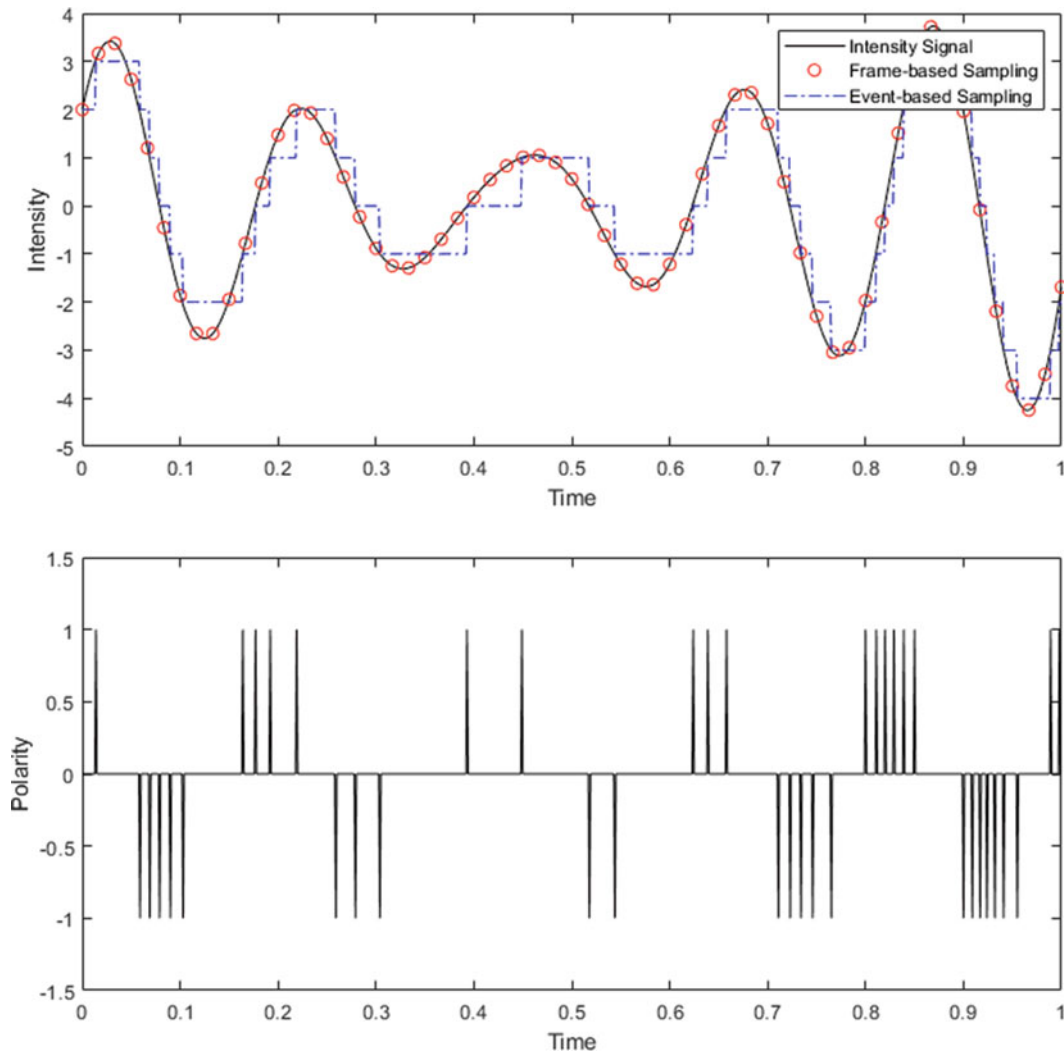 4
3
2
1
0
-1
-2
-3
-4
-5
Intensity
Intensity Signal
Frame-based Sampling
Event-based Sampling
0 0.1 0.2 0.3 0.4 0.5 0.6 0.7 0.8 0.9 1
Time
1.5
1
0.5
0
-0.5
-1
-1.5
Polarity
0 0.1 0.2 0.3 0.4 0.5 0.6 0.7 0.8 0.9 1
Time